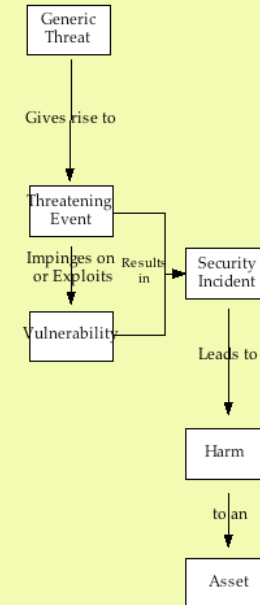 Generic
Threat
Gives rise to
Threatening
Event
Impinges on
or Exploits
Results
in
Vulnerability
Security
Incident
Leads to
Harm
to an
Asset